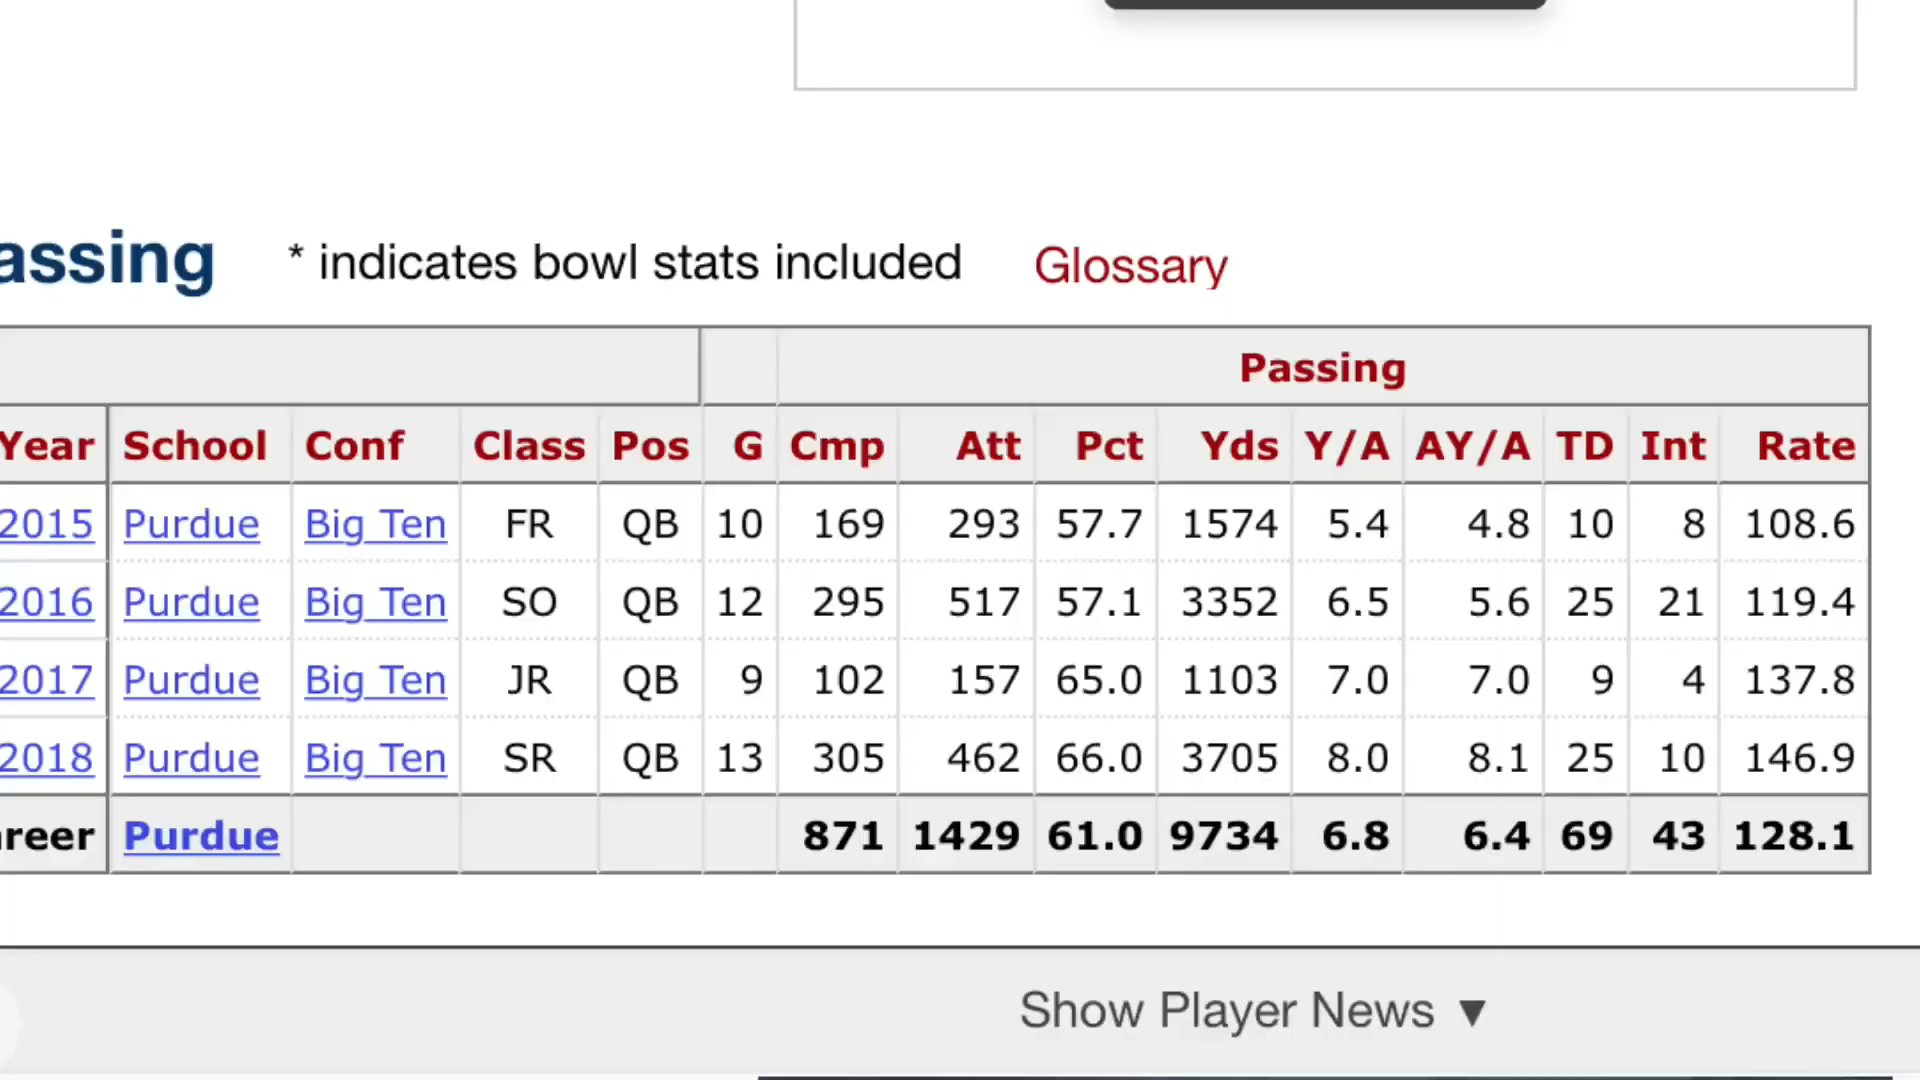 assing * indicates bowl stats included Glossary
Passing
Year School Conf Class Pos G Cmp Att Pct Yds Y/A AY/A TD Int Rate
2015 Purdue Big Ten FR QB 10 169 293 57.7 1574 5.4 4.8 10 8 108.6
2016 Purdue Big Ten SO QB 12 295 517 57.1 3352 6.5 5.6 25 21 119.4
2017 Purdue Big Ten JR QB 9 102 157 65.0 1103 7.0 7.0 9 4 137.8
2018 Purdue Big Ten SR QB 13 305 462 66.0 3705 8.0 8.1 25 10 146.9
reer Purdue 871 1429 61.0 9734 6.8 6.4 69 43 128.1
Show Player News ▼